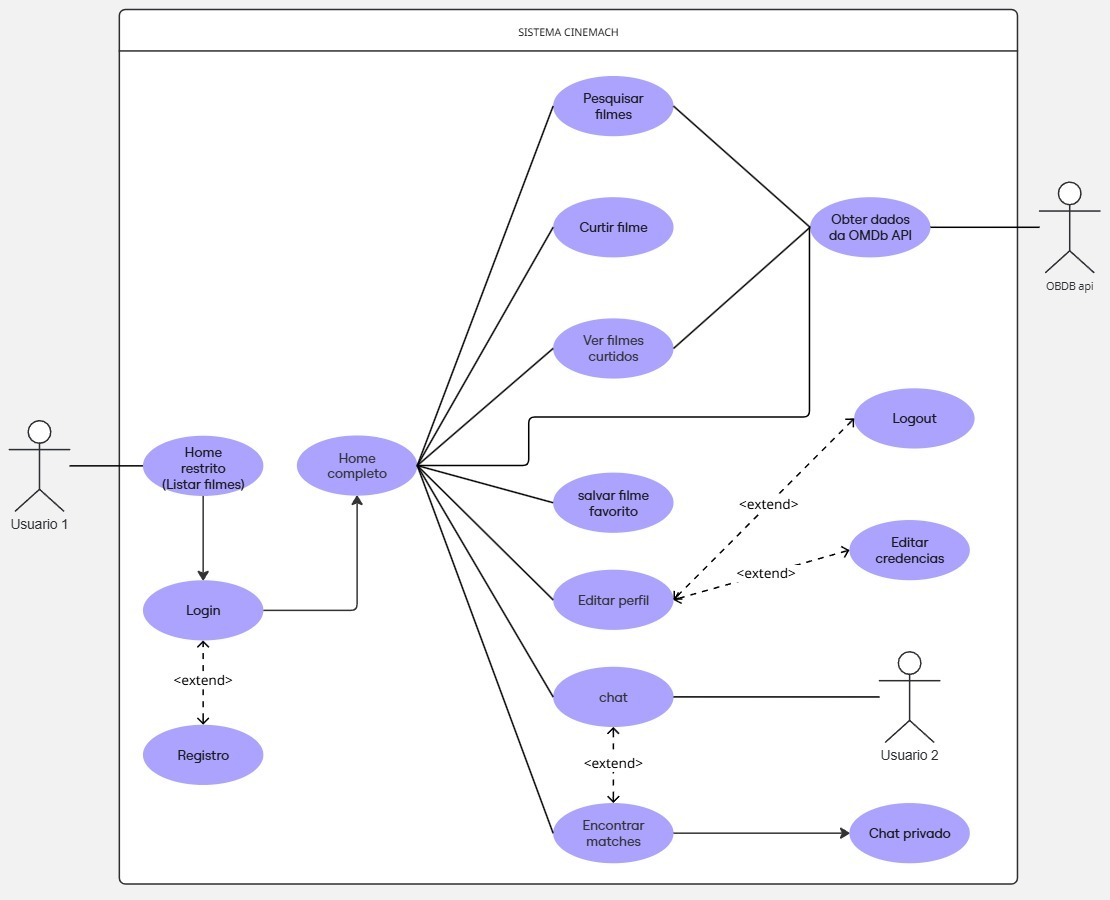 SISTEMA CINEMACH
Pesquisar
filmes
Curtir filme
Obter dados
da OMDb API
OBDB api
Ver filmes
curtidos
Logout
Home
restrito
(Listar filmes)
Home
completo
Usuario 1
salvar filme
favorito
<extend>
Editar
credencias
<extend>
Editar perfil
Login
<extend>
chat
Usuario 2
Registro
<extend>
Encontrar
matches
Chat privado